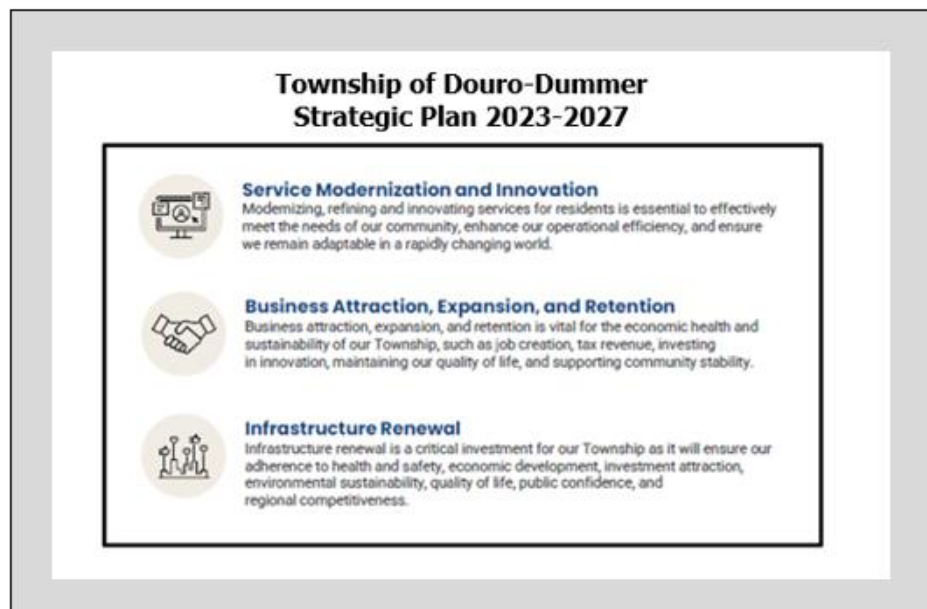 Township of Douro-Dummer
Strategic Plan 2023-2027
Service Modernization and Innovation
Modernizing, refining and innovating services for residents is essential to effectively
meet the needs of our community, enhance our operational efficiency, and ensure
we remain adaptable in a rapidly changing world.
Business Attraction, Expansion, and Retention
Business attraction, expansion, and retention is vital for the economic health and
sustainability of our Township, such as job creation, tax revenue, investing
in innovation, maintaining our quality of life, and supporting community stability.
Infrastructure Renewal
Infrastructure renewal is a critical investment for our Township as it will ensure our
adherence to health and safety, economic development, investment attraction,
environmental sustainability, quality of life, public confidence, and
regional competitiveness.